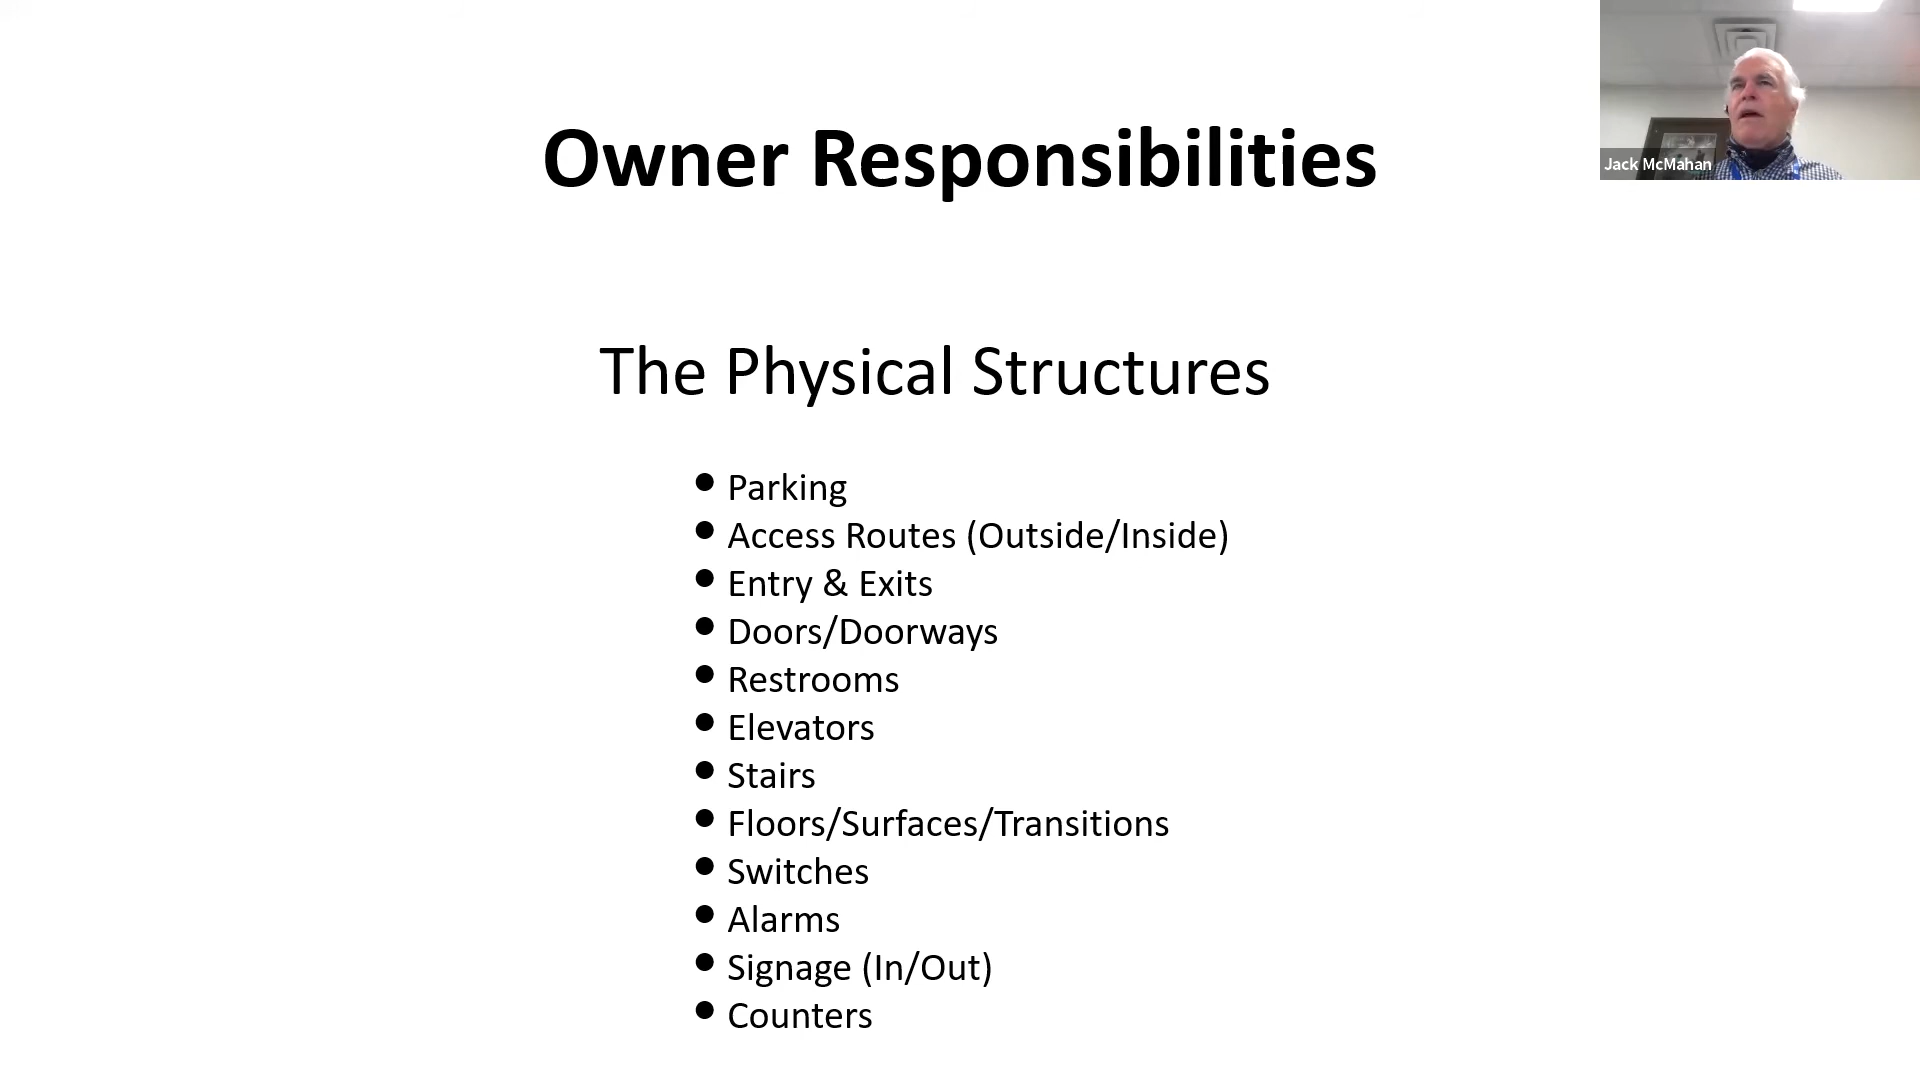 Owner Responsibilities
Jack McMahan
The Physical Structures
• Parking
• Access Routes (Outside/Inside)
• Entry & Exits
• Doors/Doorways
• Restrooms
• Elevators
• Stairs
• Floors/Surfaces/Transitions
• Switches
• Alarms
• Signage (In/Out)
• Counters